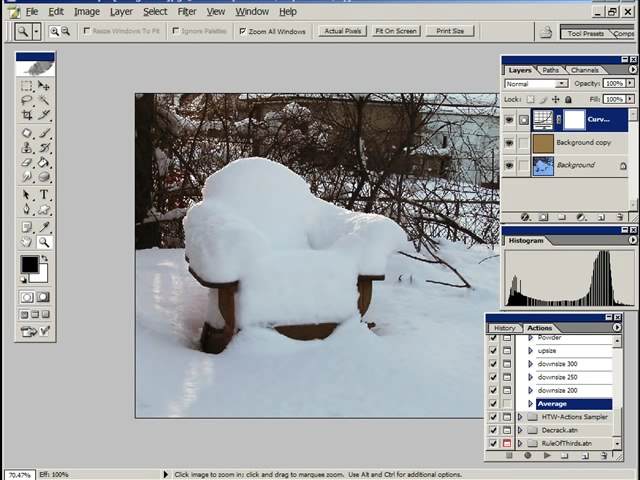 File Edit Image Layer Select Filter View Window Help
Resize Windows To Fit Ignore Palettes Zoom All Windows Actual Pixels Fit On Screen Print Size Tool Presets Comps
Layers Paths Channels
Normal Opacity: 100%
Lock: Fill: 100%
Curv...
Background copy
Background
Histogram
History Actions
Powder
upsize
downsize 300
downsize 250
downsize 200
Average
HTW-Actions Sampler
Decrack.atn
RuleOfThirds.atn
70.47% Eff: 100% Click image to zoom in; click and drag to marquee zoom. Use Alt and Ctrl for additional options.